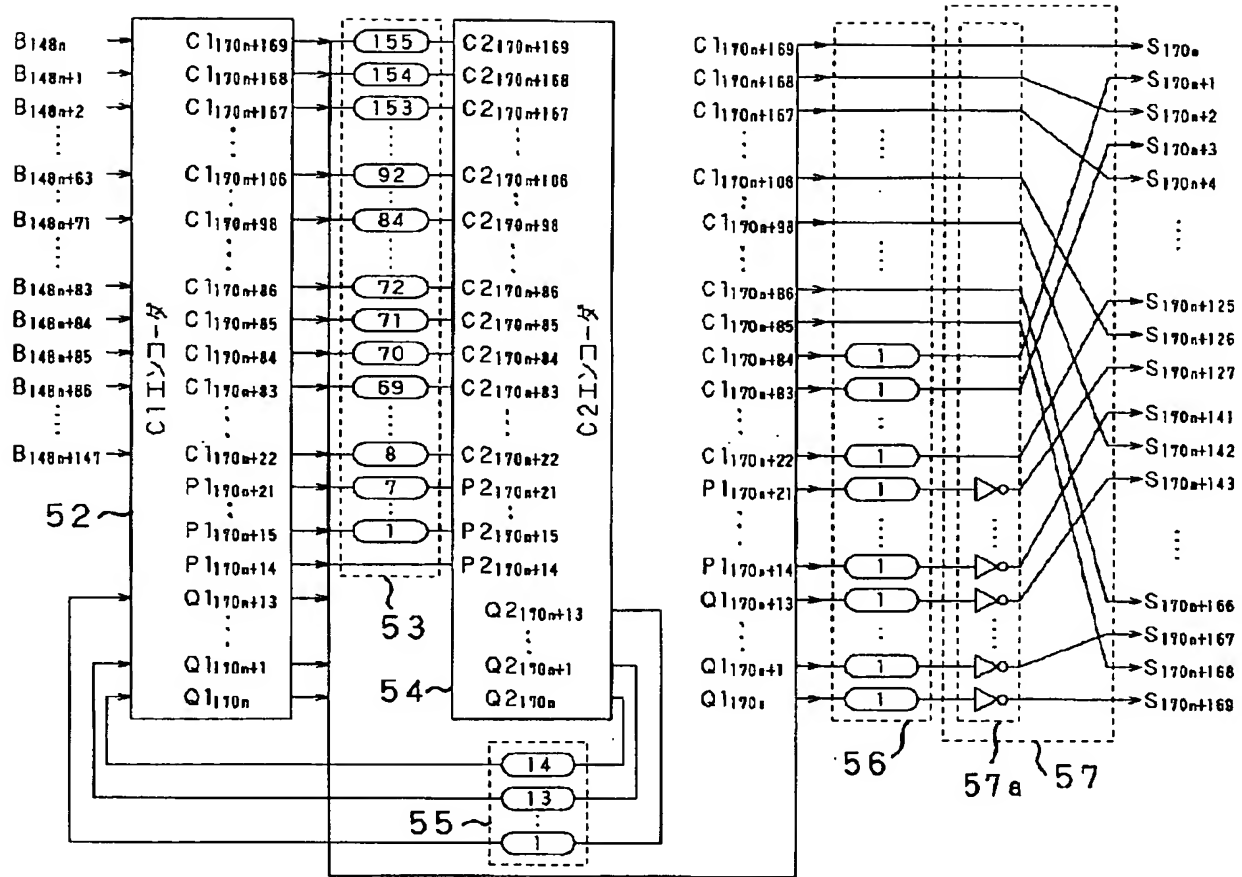 B148n C1170n+169 155 C2170n+169 C1170n+169 S170n
B148n+1 C1170n+168 154 C2170n+168 C1170n+168 S170n+1
B148n+2 C1170n+167 153 C2170n+167 C1170n+167 S170n+2
S170n+3
B148n+63 C1170n+106 92 C2170n+106 C1170n+106 S170n+4
B148n+71 C1170n+98 84 C2170n+98 C1170n+98
B148n+83 C1170n+86 72 C2170n+86 C1170n+86 S170n+125
B148n+84 C1170n+85 71 C2170n+85 C1170n+85 S170n+126
B148n+85 C1170n+84 70 C2170n+84 C1170n+84 1 S170n+127
B148n+86 C1170n+83 69 C2170n+83 C1170n+83 1 S170n+141
B148n+147 C1170n+22 8 C2170n+22 C1170n+22 1 S170n+142
P1170n+21 7 P2170n+21 P1170n+21 1 S170n+143
P1170n+15 1 P2170n+15
P1170n+14 P2170n+14 P1170n+14 1
Q1170n+13 Q2170n+13 Q1170n+13 1 S170n+166
S170n+167
Q1170n+1 Q2170n+1 Q1170n+1 1 S170n+168
Q1170n Q2170n Q1170n 1 S170n+169
C1エンコーダ
C2エンコーダ
52
53
54
14
13
1
55
56
57a
57